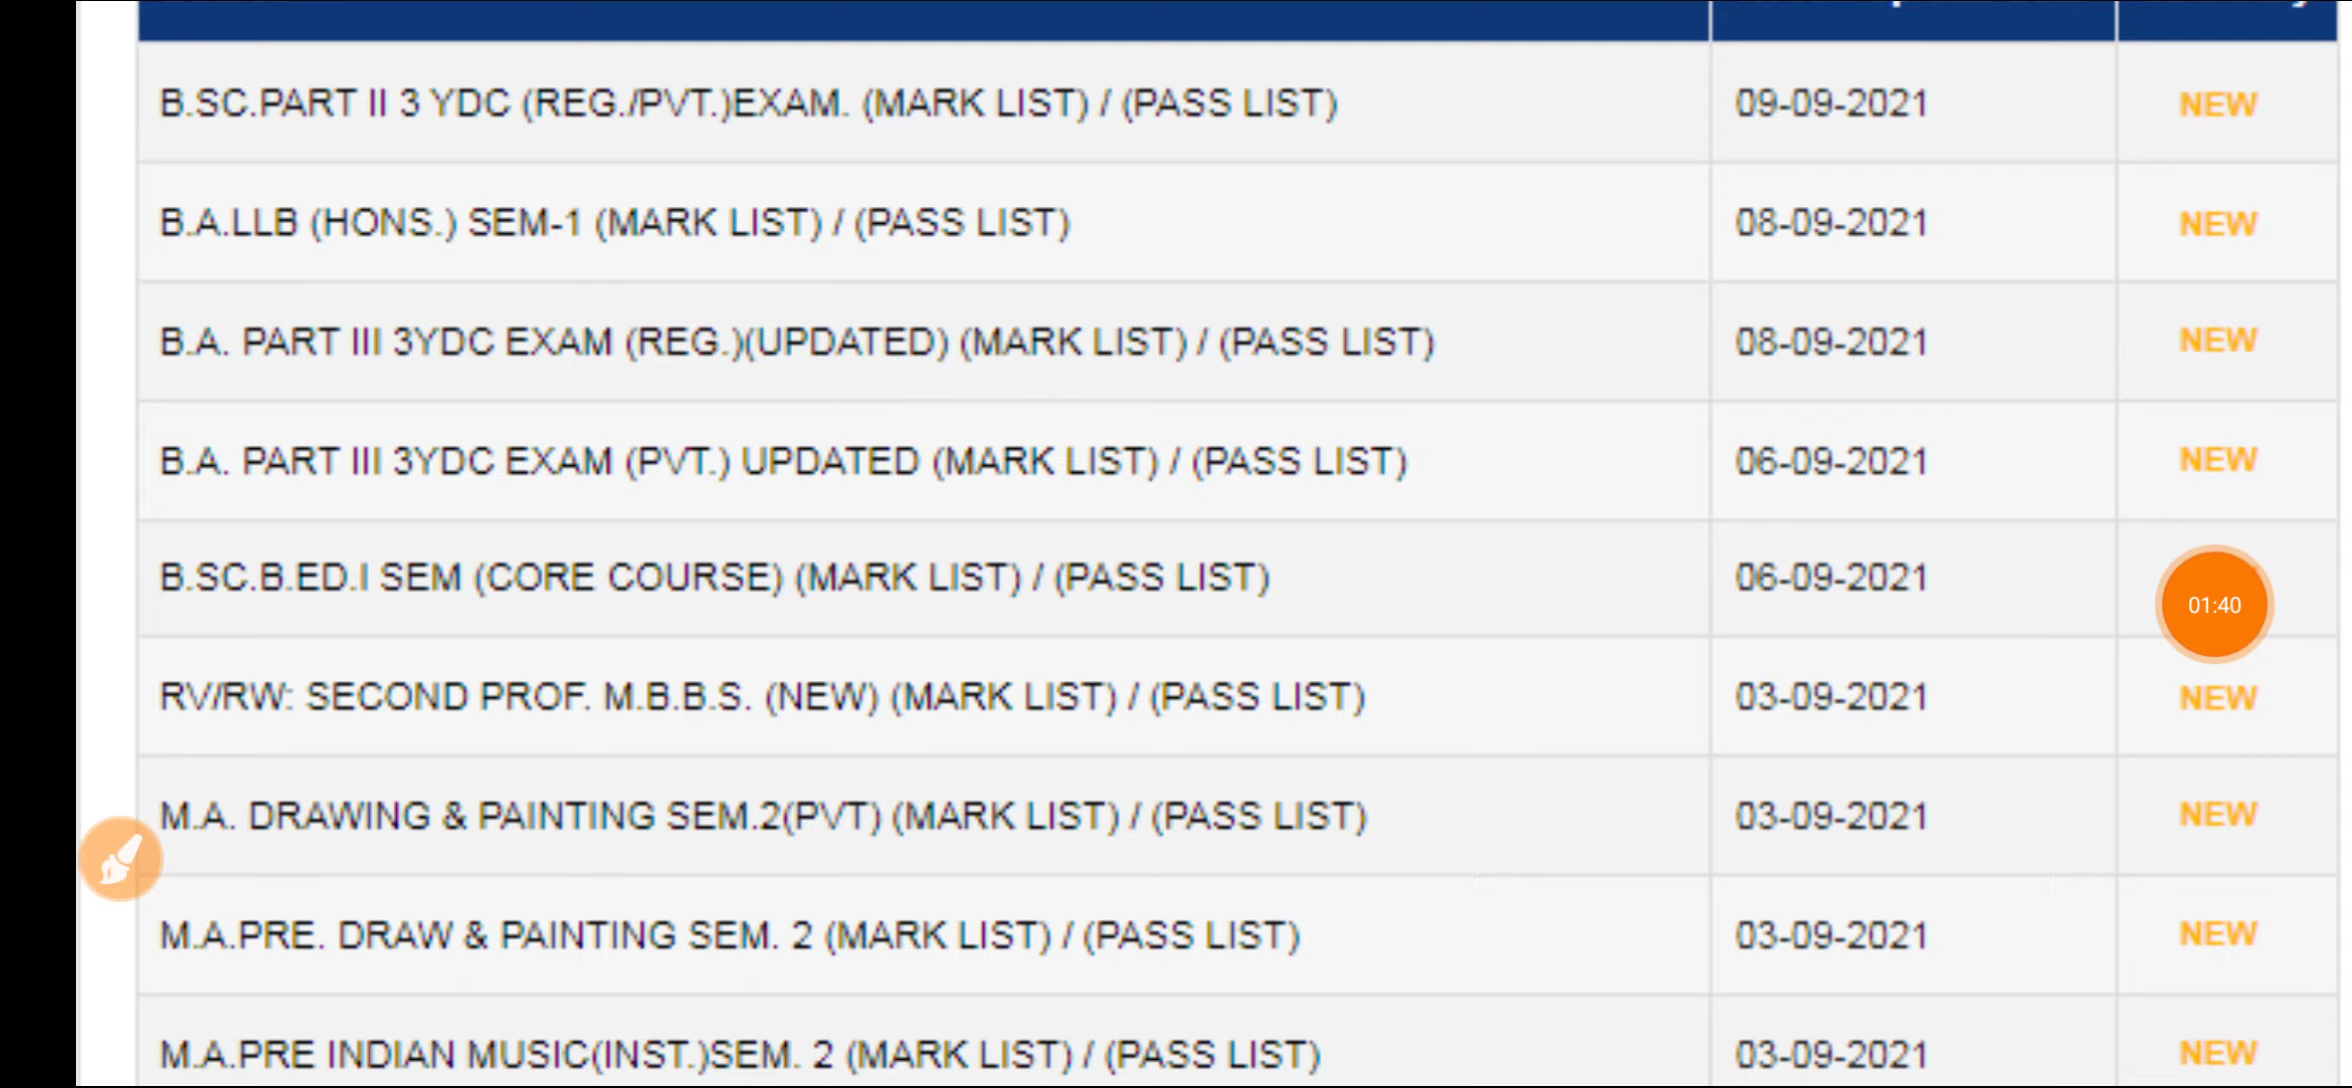 B.SC.PART II 3 YDC (REG./PVT.)EXAM. (MARK LIST) / (PASS LIST) 09-09-2021 NEW
B.A.LLB (HONS.) SEM-1 (MARK LIST) / (PASS LIST) 08-09-2021 NEW
B.A. PART III 3YDC EXAM (REG.)(UPDATED) (MARK LIST) / (PASS LIST) 08-09-2021 NEW
B.A. PART III 3YDC EXAM (PVT.) UPDATED (MARK LIST) / (PASS LIST) 06-09-2021 NEW
B.SC.B.ED.I SEM (CORE COURSE) (MARK LIST) / (PASS LIST) 06-09-2021 01:40
RV/RW: SECOND PROF. M.B.B.S. (NEW) (MARK LIST) / (PASS LIST) 03-09-2021 NEW
M.A. DRAWING & PAINTING SEM.2(PVT) (MARK LIST) / (PASS LIST) 03-09-2021 NEW
M.A.PRE. DRAW & PAINTING SEM. 2 (MARK LIST) / (PASS LIST) 03-09-2021 NEW
M.A.PRE INDIAN MUSIC(INST.)SEM. 2 (MARK LIST) / (PASS LIST) 03-09-2021 NEW